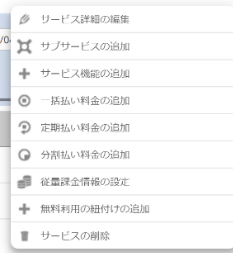 /04
サービス詳細の編集
サブサービスの追加
サービス機能の追加
一括払い料金の追加
定期払い料金の追加
分割払い料金の追加
従量課金情報の設定
無料利用の紐付けの追加
サービスの削除